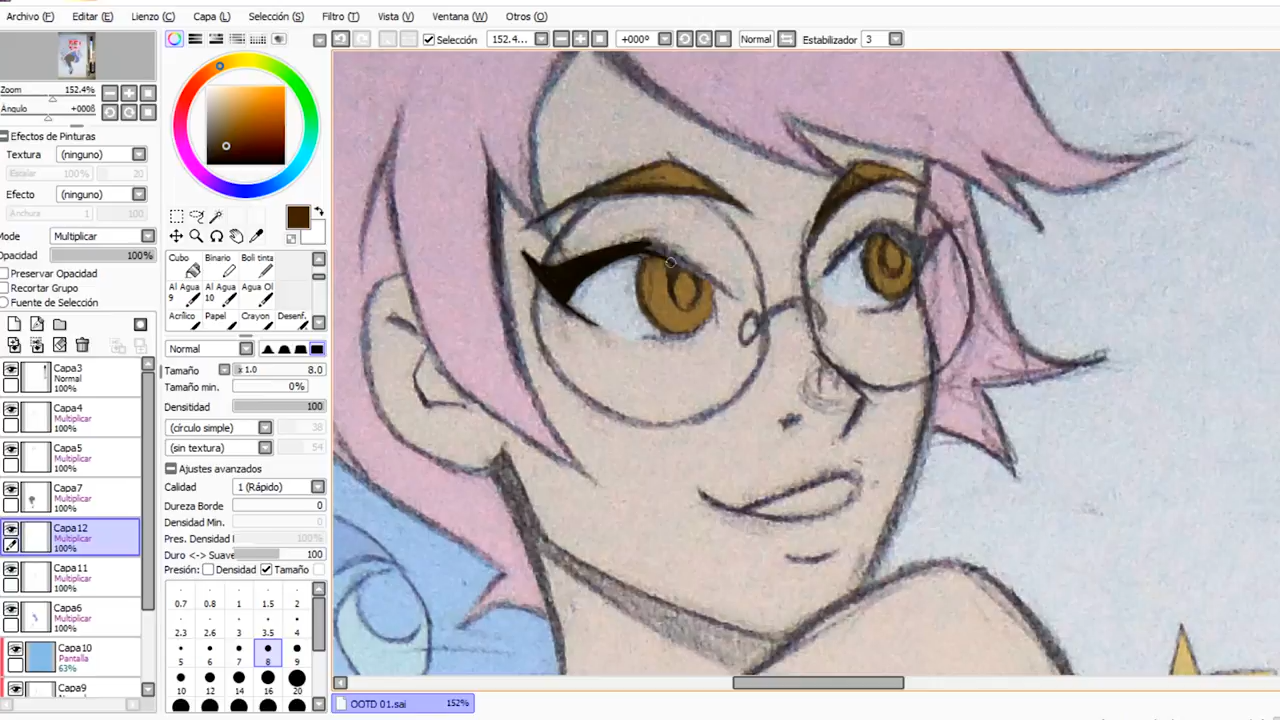 Archivo (F) Editar (E) Lienzo (C) Capa (L) Selección (S) Filtro (T) Vista (V) Ventana (W) Otros (O)
Selección 152.4... +000º Normal Estabilizador 3
Zoom 152.4%
Ángulo +000ß
Efectos de Pinturas
Textura (ninguno)
Escalar 100% 20
Efecto (ninguno)
Anchura 1 100
Mode Multiplicar
Opacidad 100%
Preservar Opacidad
Recortar Grupo
Fuente de Selección
Capa3
Normal
100%
Capa4
Multiplicar
100%
Capa5
Multiplicar
100%
Capa7
Multiplicar
100%
Capa12
Multiplicar
100%
Capa11
Multiplicar
100%
Capa6
Multiplicar
100%
Capa10
Pantalla
63%
Capa9
Cubo Binario Boli tinta
Al Agua 9 Al Agua 10 Agua Ol
Acrílico Papel Crayon Desenf.
Normal
Tamaño x 1.0 8.0
Tamaño min. 0%
Densitidad 100
(círculo simple) 38
(sin textura) 54
Ajustes avanzados
Calidad 1 (Rápido)
Dureza Borde 0
Densidad Min. 0
Pres. Densidad 100%
Duro <-> Suave 100
Presión: Densidad Tamaño
0.7 0.8 1 1.5 2
2.3 2.6 3 3.5 4
5 6 7 8 9
10 12 14 16 20
OOTD 01.sai 152%